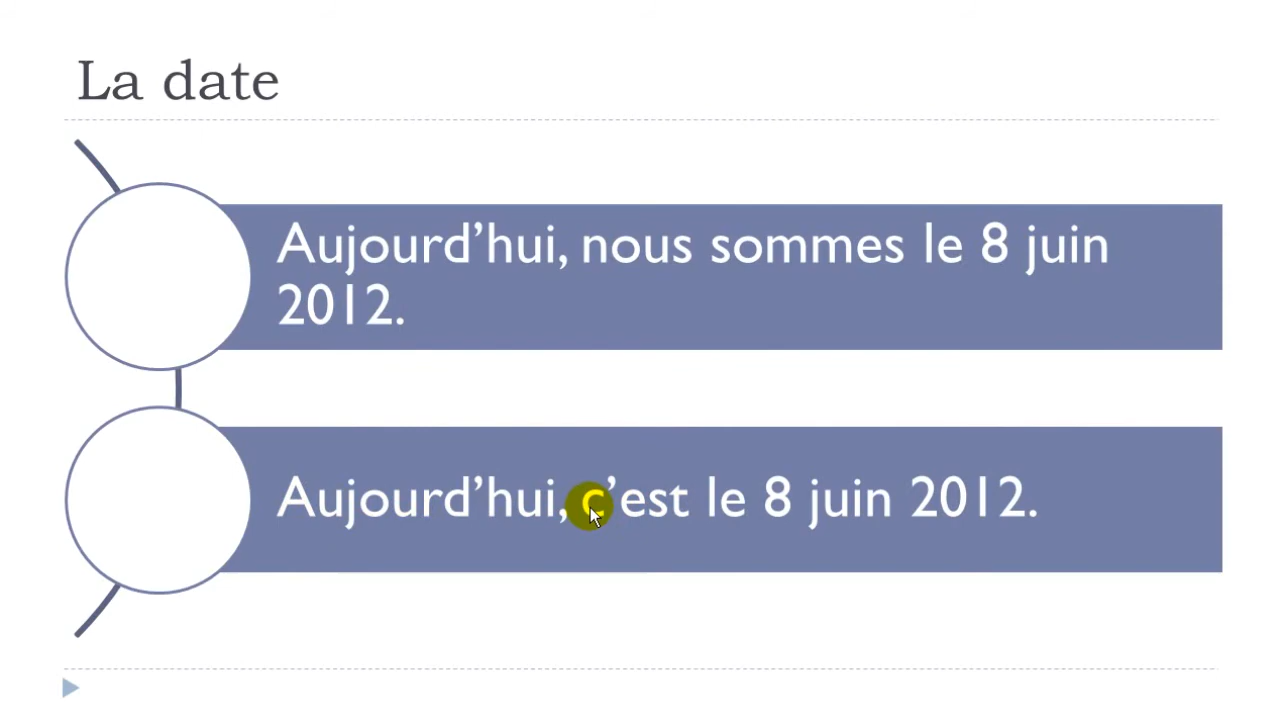 La date
Aujourd’hui, nous sommes le 8 juin
2012.
Aujourd’hui, c’est le 8 juin 2012.